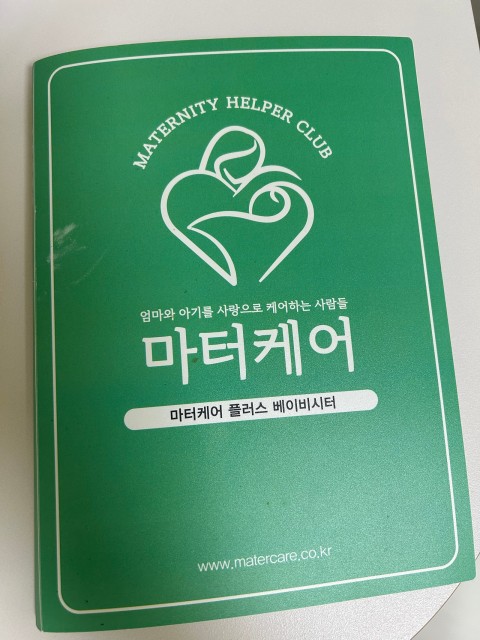 MATERNITY HELPER CLUB
엄마와 아기를 사랑으로 케어하는 사람들
마터케어
마터케어 플러스 베이비시터
www.matercare.co.kr